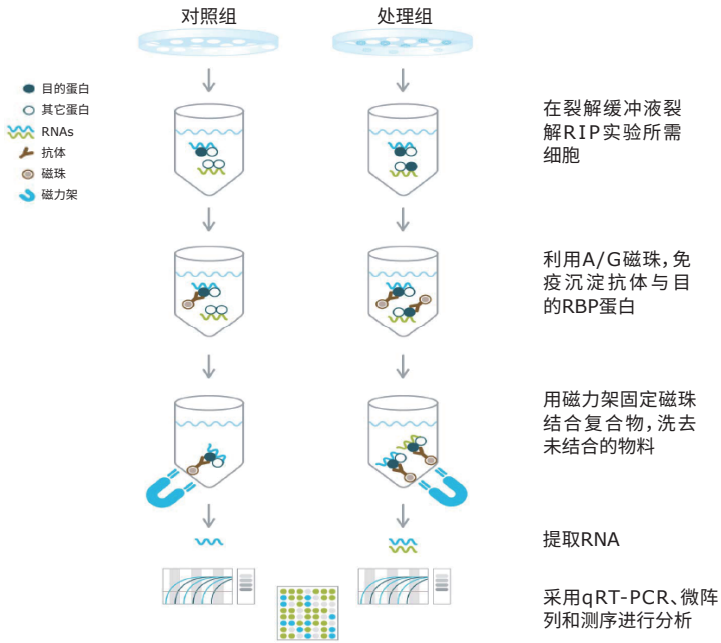 对照组
处理组
目的蛋白
其它蛋白
RNAs
抗体
磁珠
磁力架
在裂解缓冲液裂
解RIP实验所需
细胞
利用A/G磁珠,免
疫沉淀抗体与目
的RBP蛋白
用磁力架固定磁珠
结合复合物,洗去
未结合的物料
提取RNA
采用qRT-PCR、微阵
列和测序进行分析